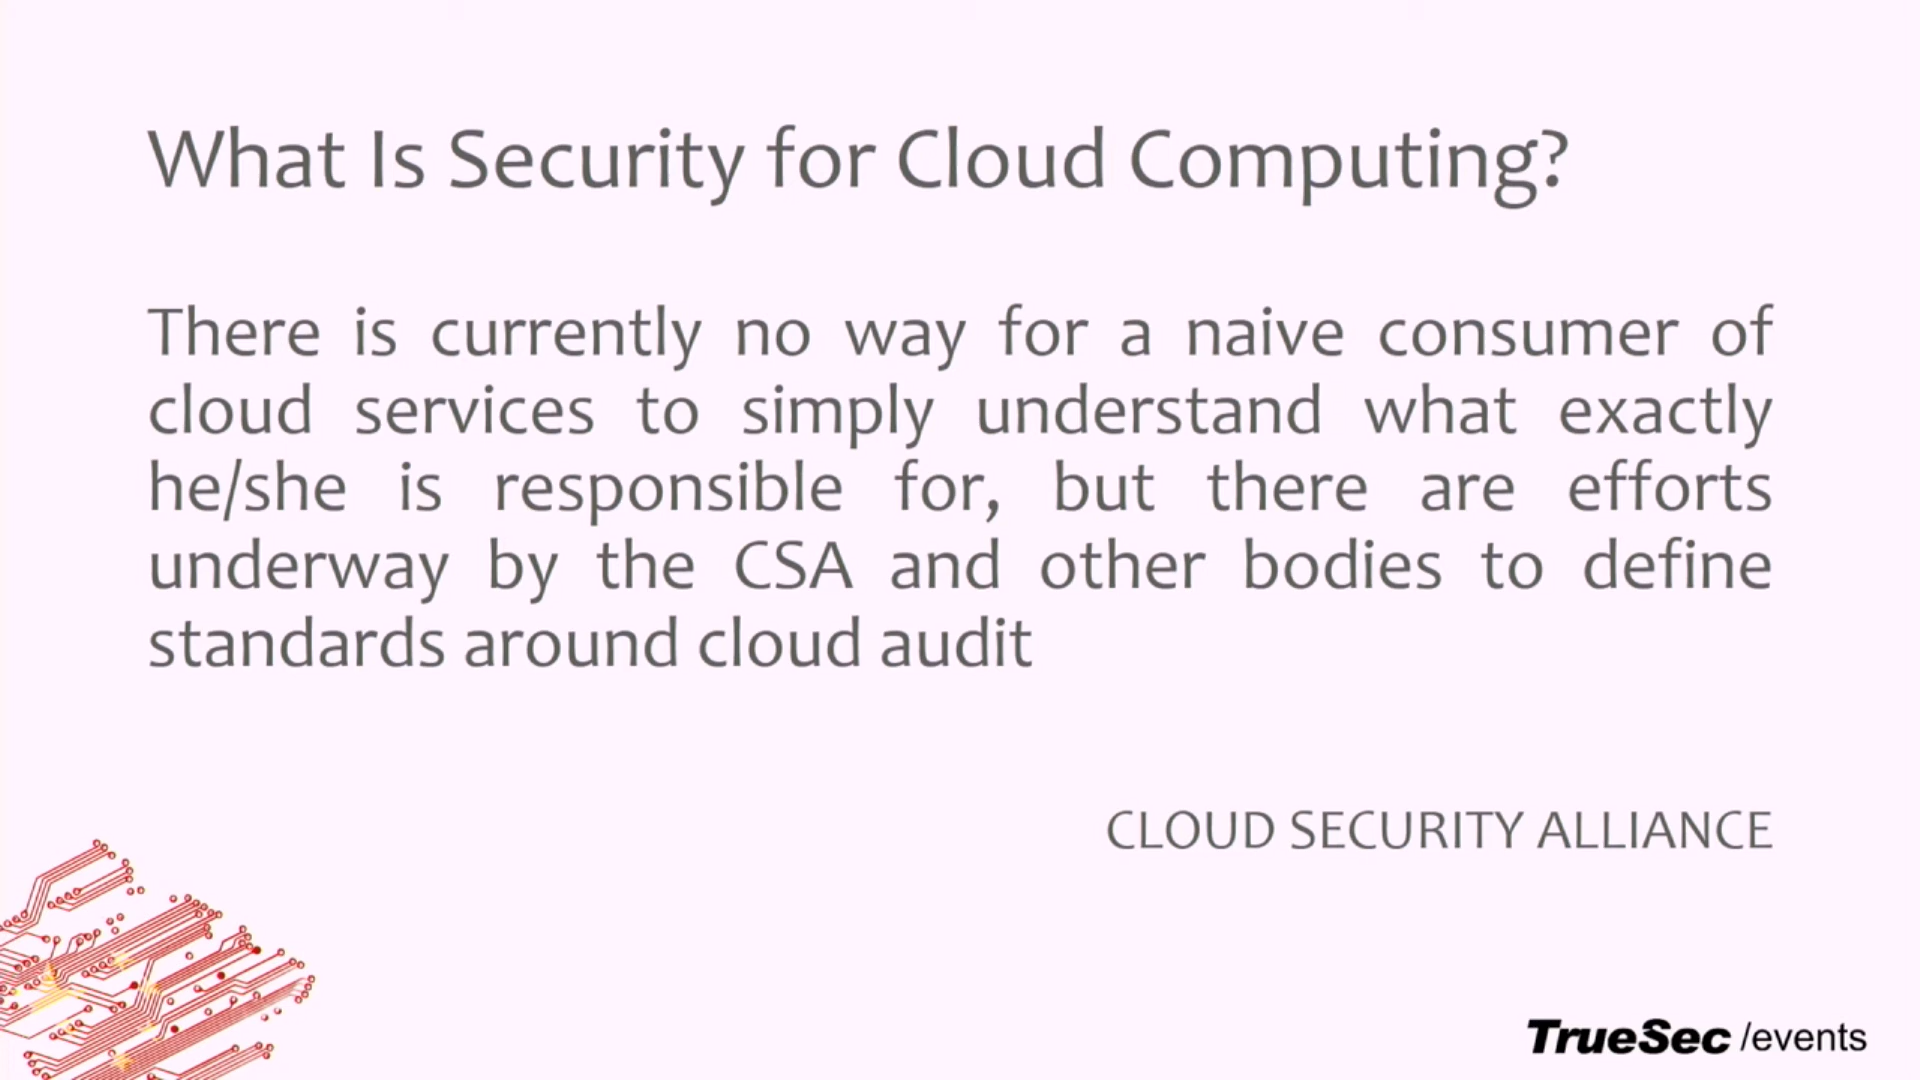 What Is Security for Cloud Computing?
There is currently no way for a naive consumer of
cloud services to simply understand what exactly
he/she is responsible for, but there are efforts
underway by the CSA and other bodies to define
standards around cloud audit
CLOUD SECURITY ALLIANCE
TrueSec /events